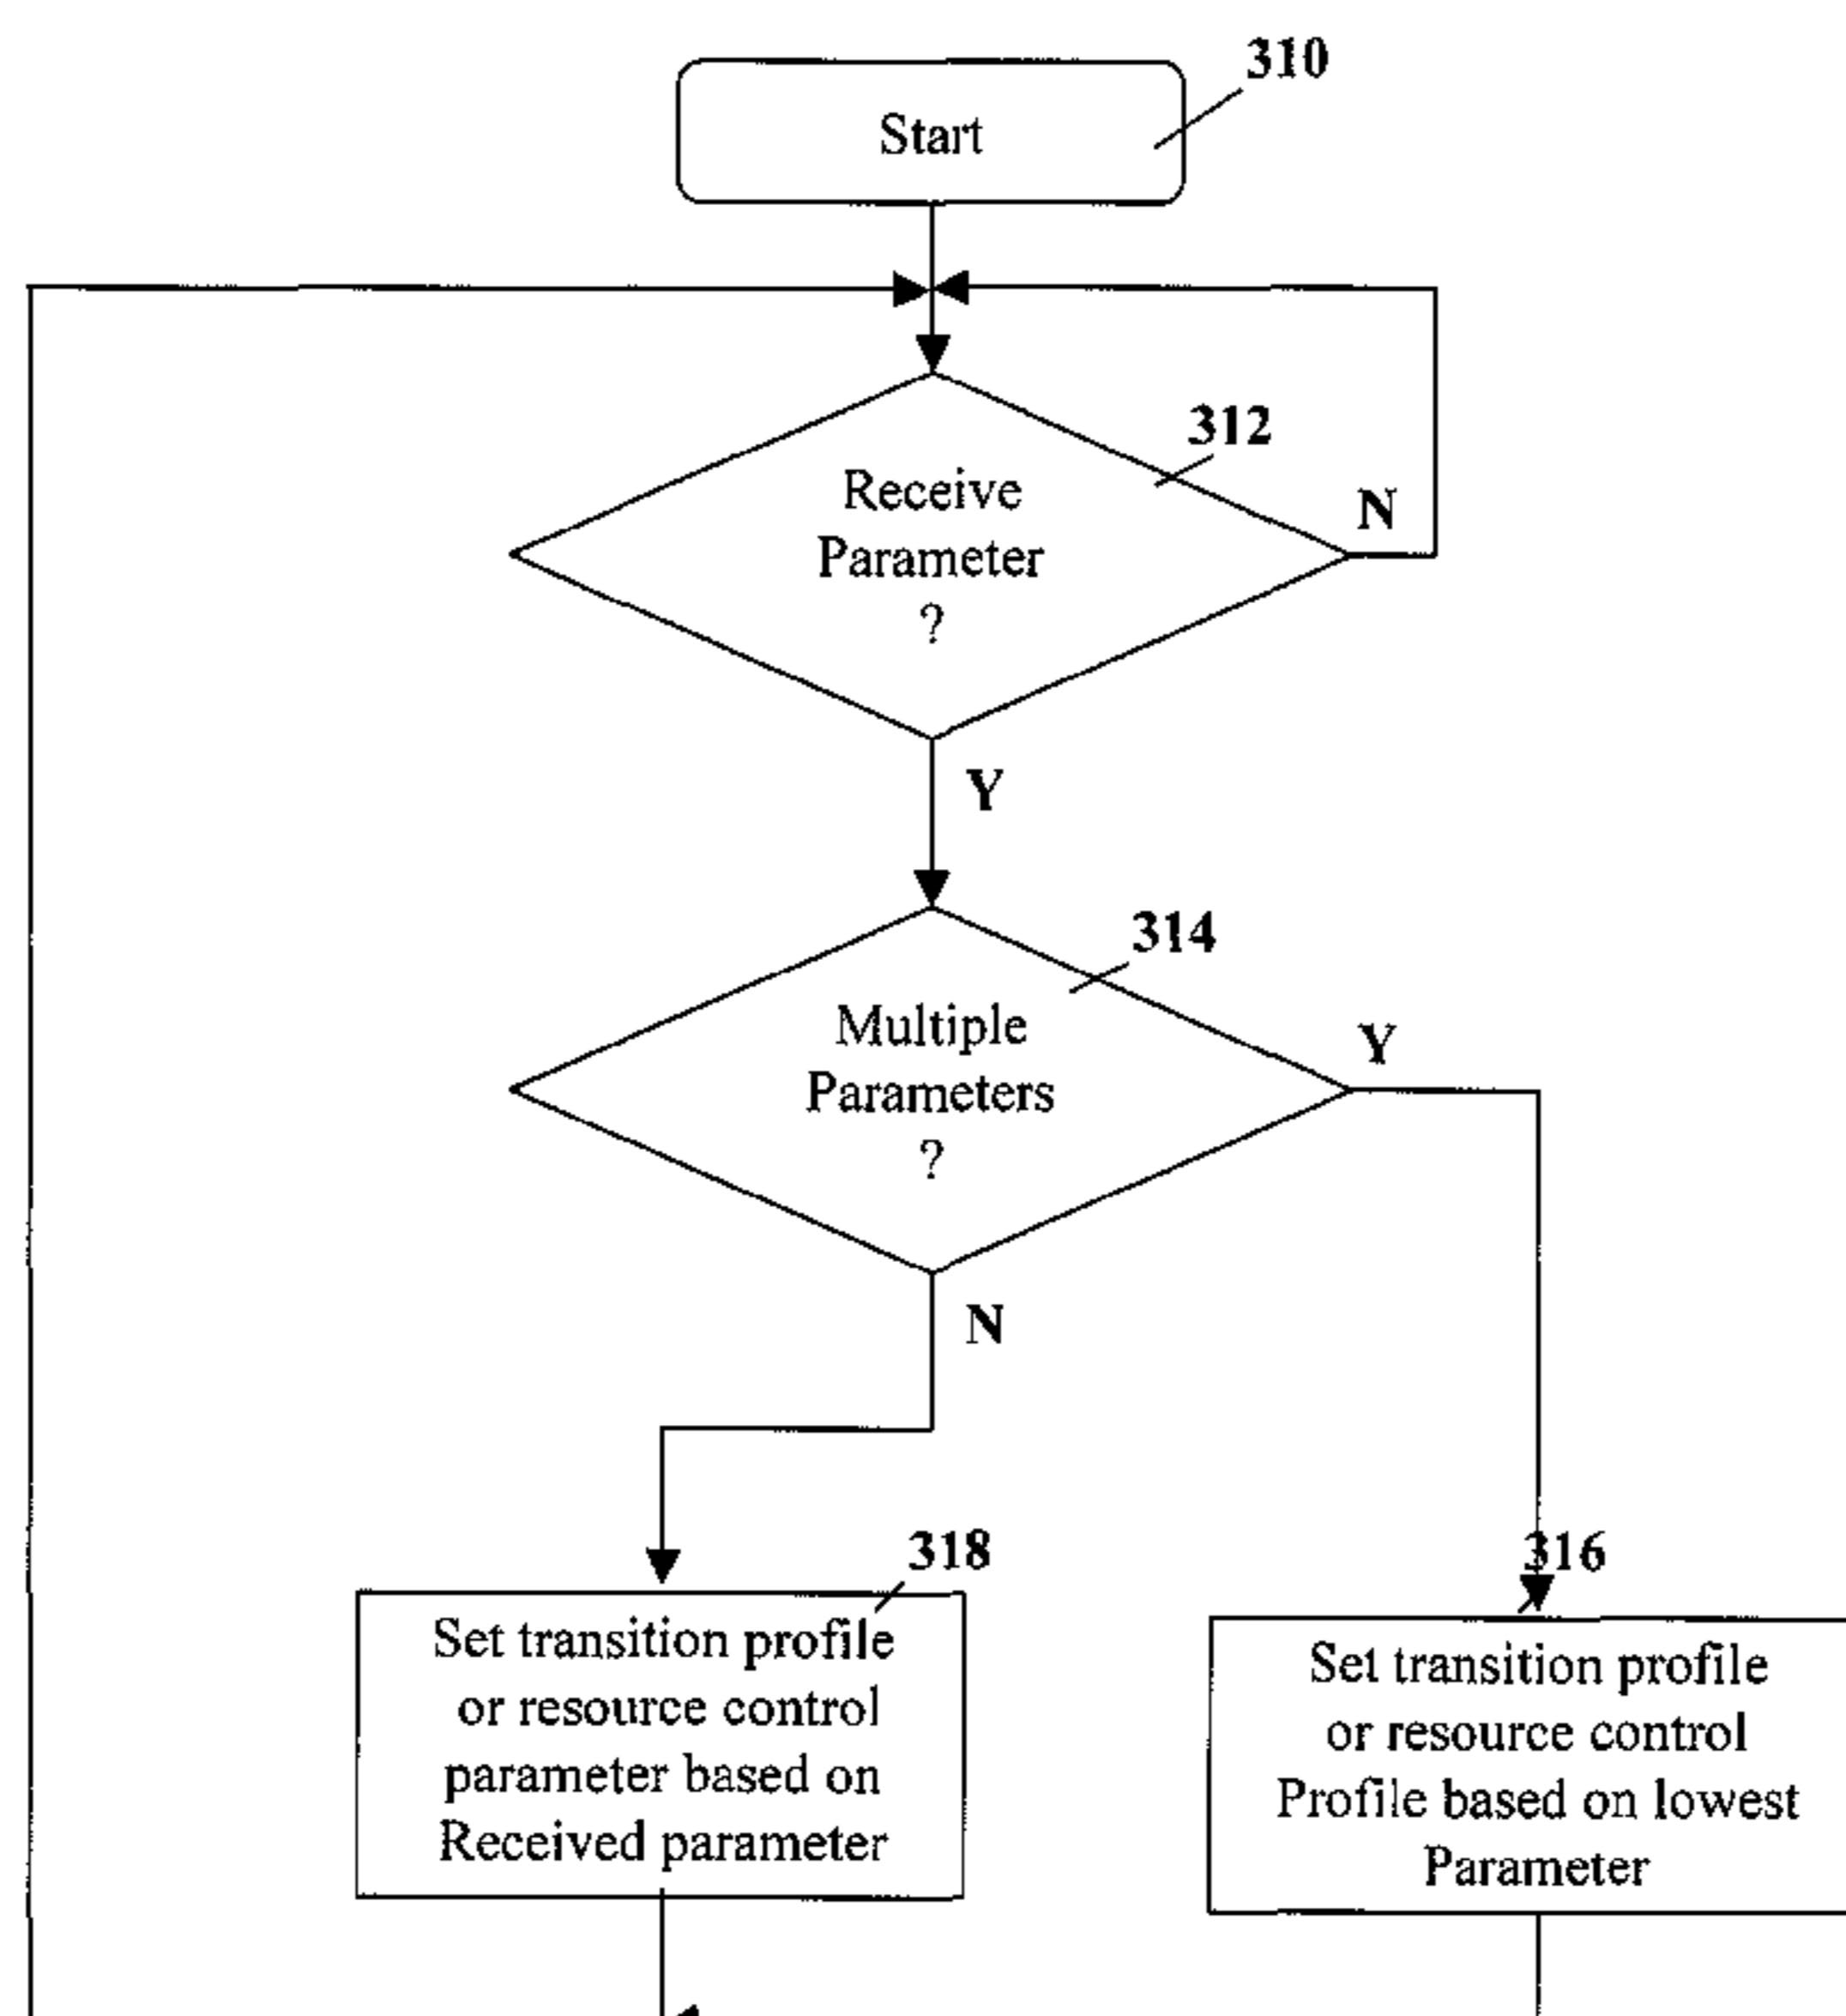 310
Start
312
Receive
Parameter
?
N
Y
314
Multiple
Parameters
?
Y
N
318
Set transition profile
or resource control
parameter based on
Received parameter
316
Set transition profile
or resource control
Profile based on lowest
Parameter